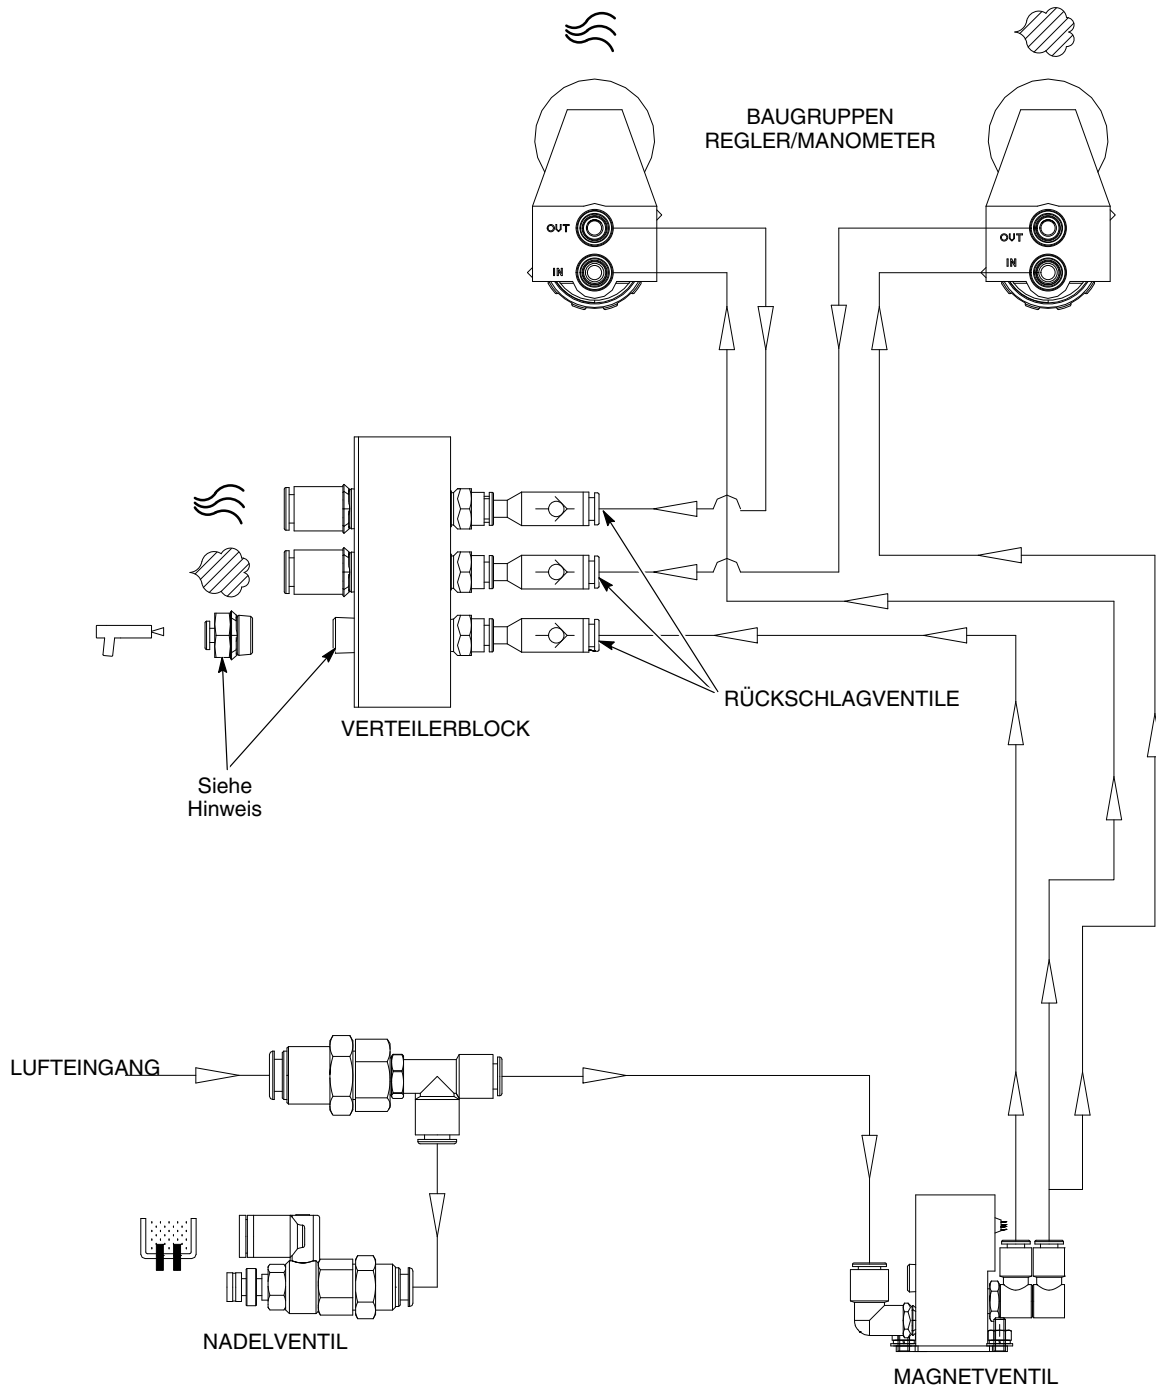 BAUGRUPPEN
REGLER/MANOMETER
OUT
IN
OUT
IN
RÜCKSCHLAGVENTILE
VERTEILERBLOCK
Siehe
Hinweis
LUFTEINGANG
NADELVENTIL
MAGNETVENTIL